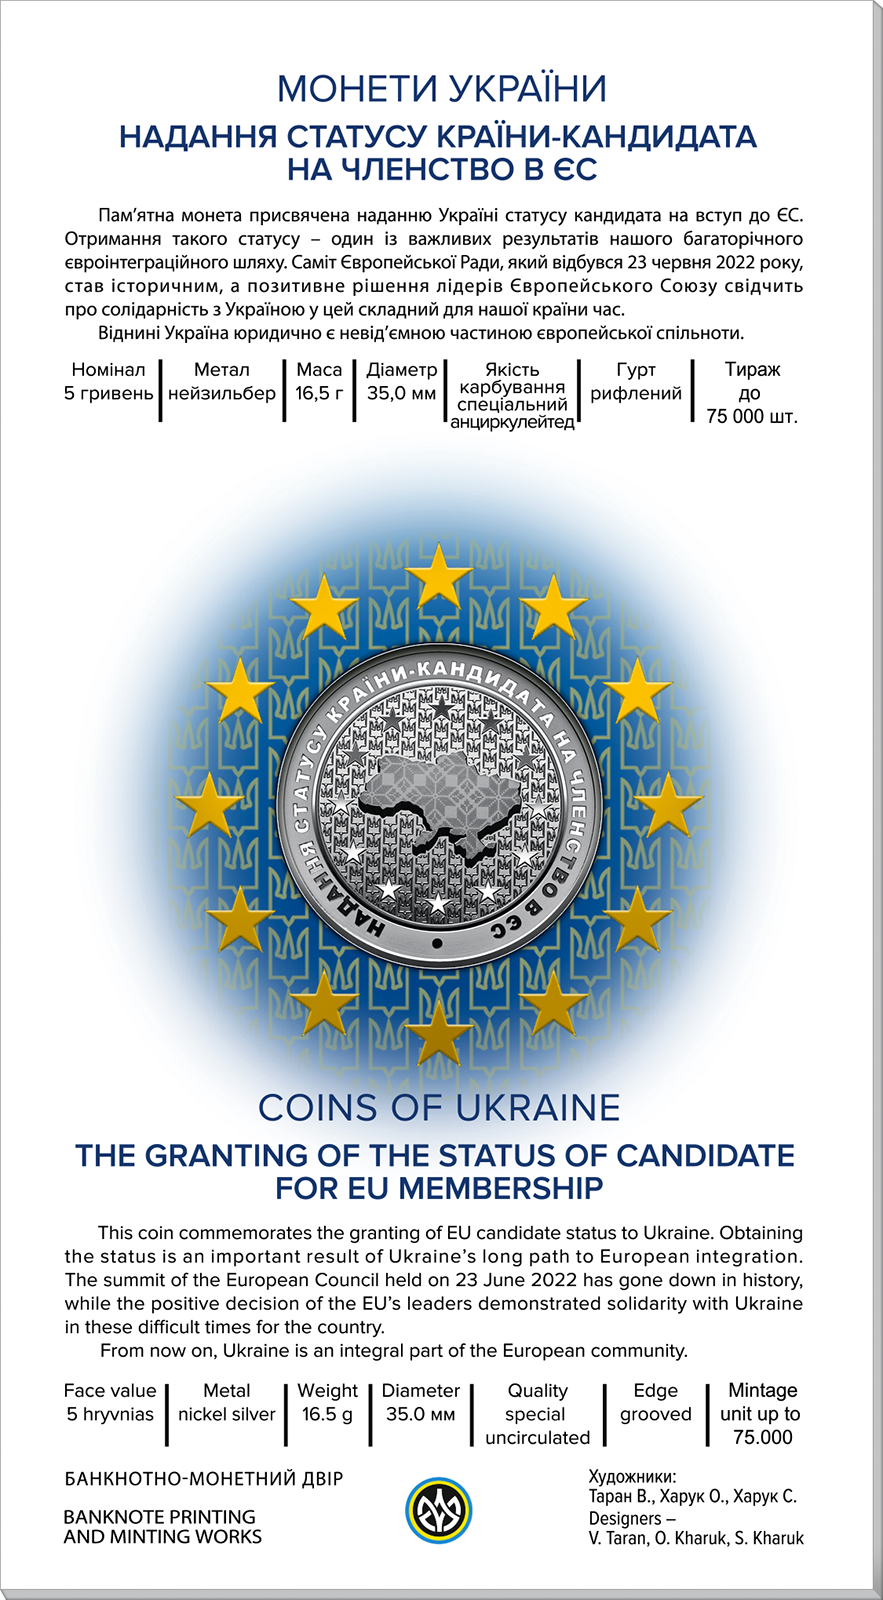 МОНЕТИ УКРАЇНИ
НАДАННЯ СТАТУСУ КРАЇНИ-КАНДИДАТА
НА ЧЛЕНСТВО В ЄС
Пам’ятна монета присвячена наданню Україні статусу кандидата на вступ до ЄС.
Отримання такого статусу – один із важливих результатів нашого багаторічного
євроінтеграційного шляху. Саміт Європейської Ради, який відбувся 23 червня 2022 року,
став історичним, а позитивне рішення лідерів Європейського Союзу свідчить
про солідарність з Україною у цей складний для нашої країни час.
Віднині Україна юридично є невід’ємною частиною європейської спільноти.
Номінал
5 гривень
Метал
нейзильбер
Маса
16,5 г
Діаметр
35,0 мм
Якість
карбування
спеціальний
анциркулейтед
Гурт
рифлений
Тираж
до
75 000 шт.
НАДАННЯ СТАТУСУ КРАЇНИ-КАНДИДАТА НА ЧЛЕНСТВО В ЄС
COINS OF UKRAINE
THE GRANTING OF THE STATUS OF CANDIDATE
FOR EU MEMBERSHIP
This coin commemorates the granting of EU candidate status to Ukraine. Obtaining
the status is an important result of Ukraine’s long path to European integration.
The summit of the European Council held on 23 June 2022 has gone down in history,
while the positive decision of the EU’s leaders demonstrated solidarity with Ukraine
in these difficult times for the country.
From now on, Ukraine is an integral part of the European community.
Face value
5 hryvnias
Metal
nickel silver
Weight
16.5 g
Diameter
35.0 мм
Quality
special
uncirculated
Edge
grooved
Mintage
unit up to
75.000
БАНКНОТНО-МОНЕТНИЙ ДВІР
BANKNOTE PRINTING
AND MINTING WORKS
Художники:
Таран В., Харук О., Харук С.
Designers –
V. Taran, O. Kharuk, S. Kharuk